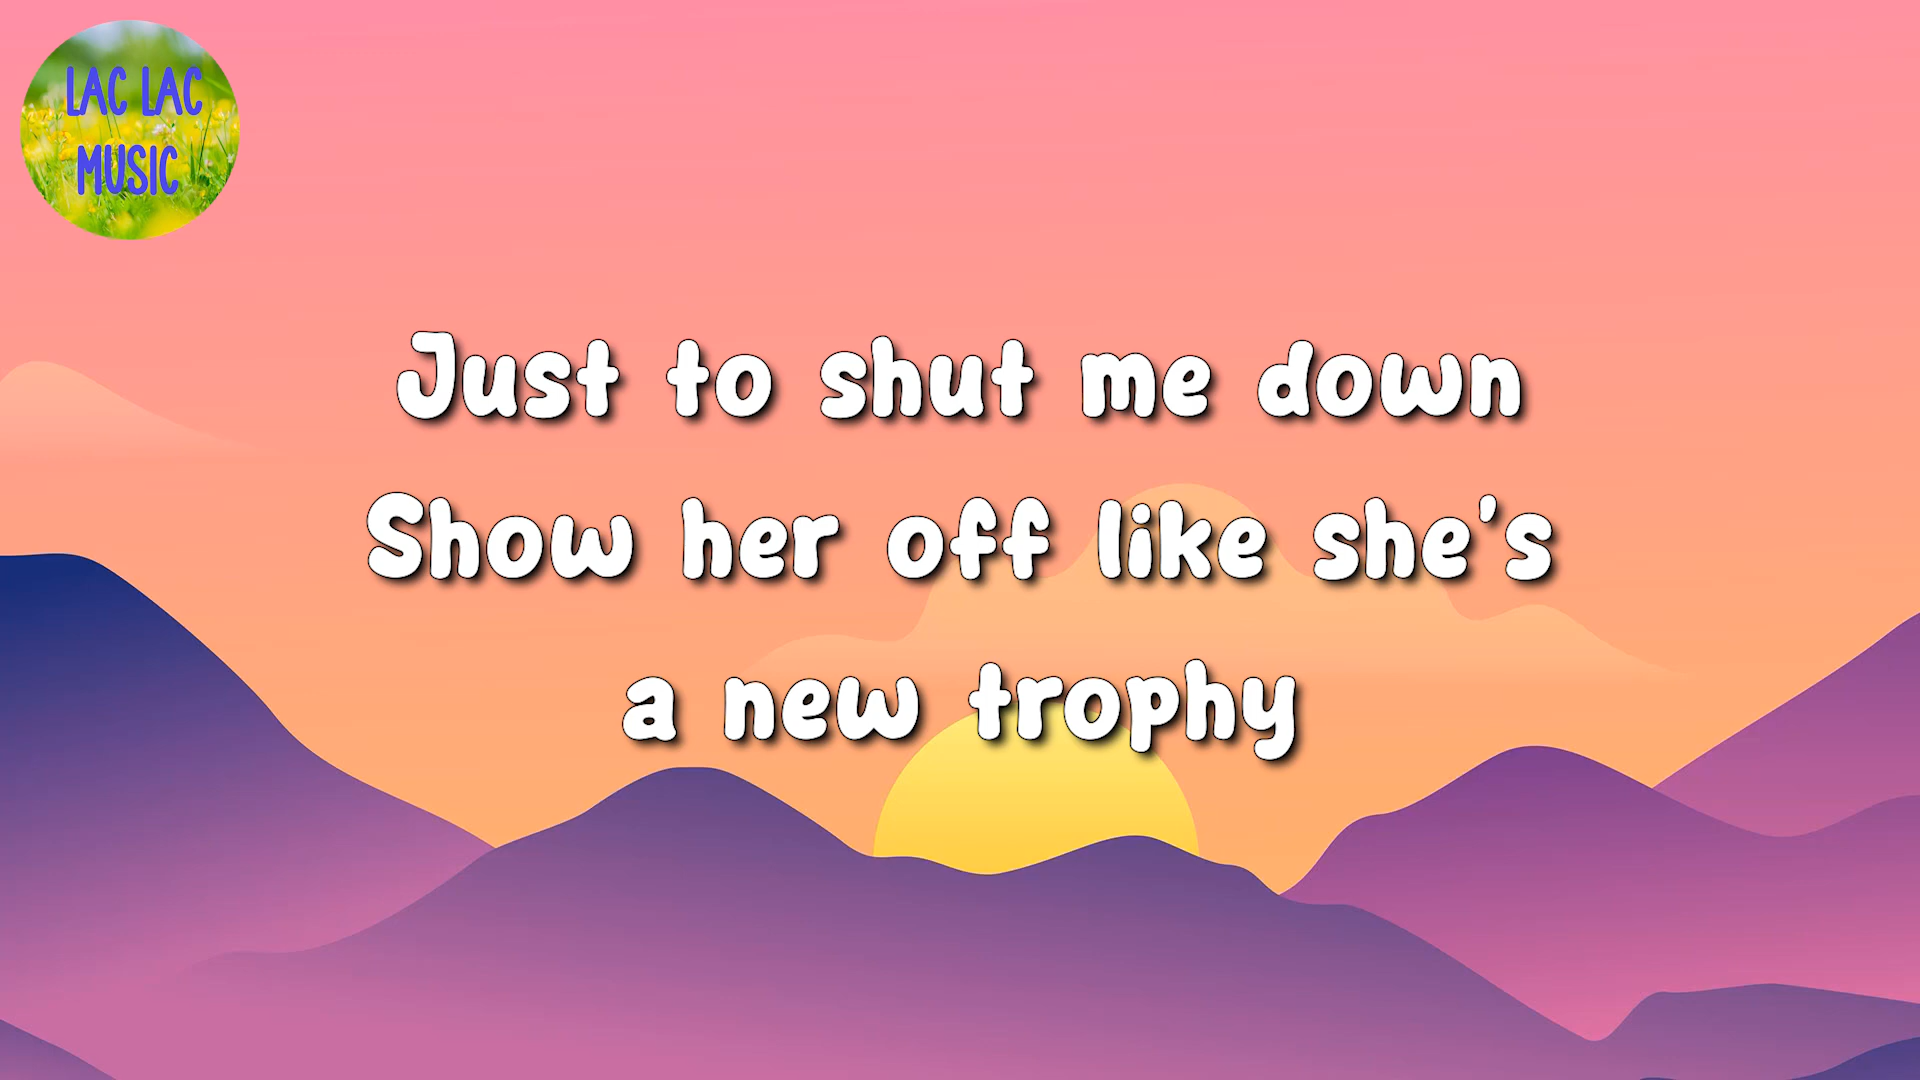 LAC LAC
MUSIC
Just to shut me down
Show her off like she's
a new trophy